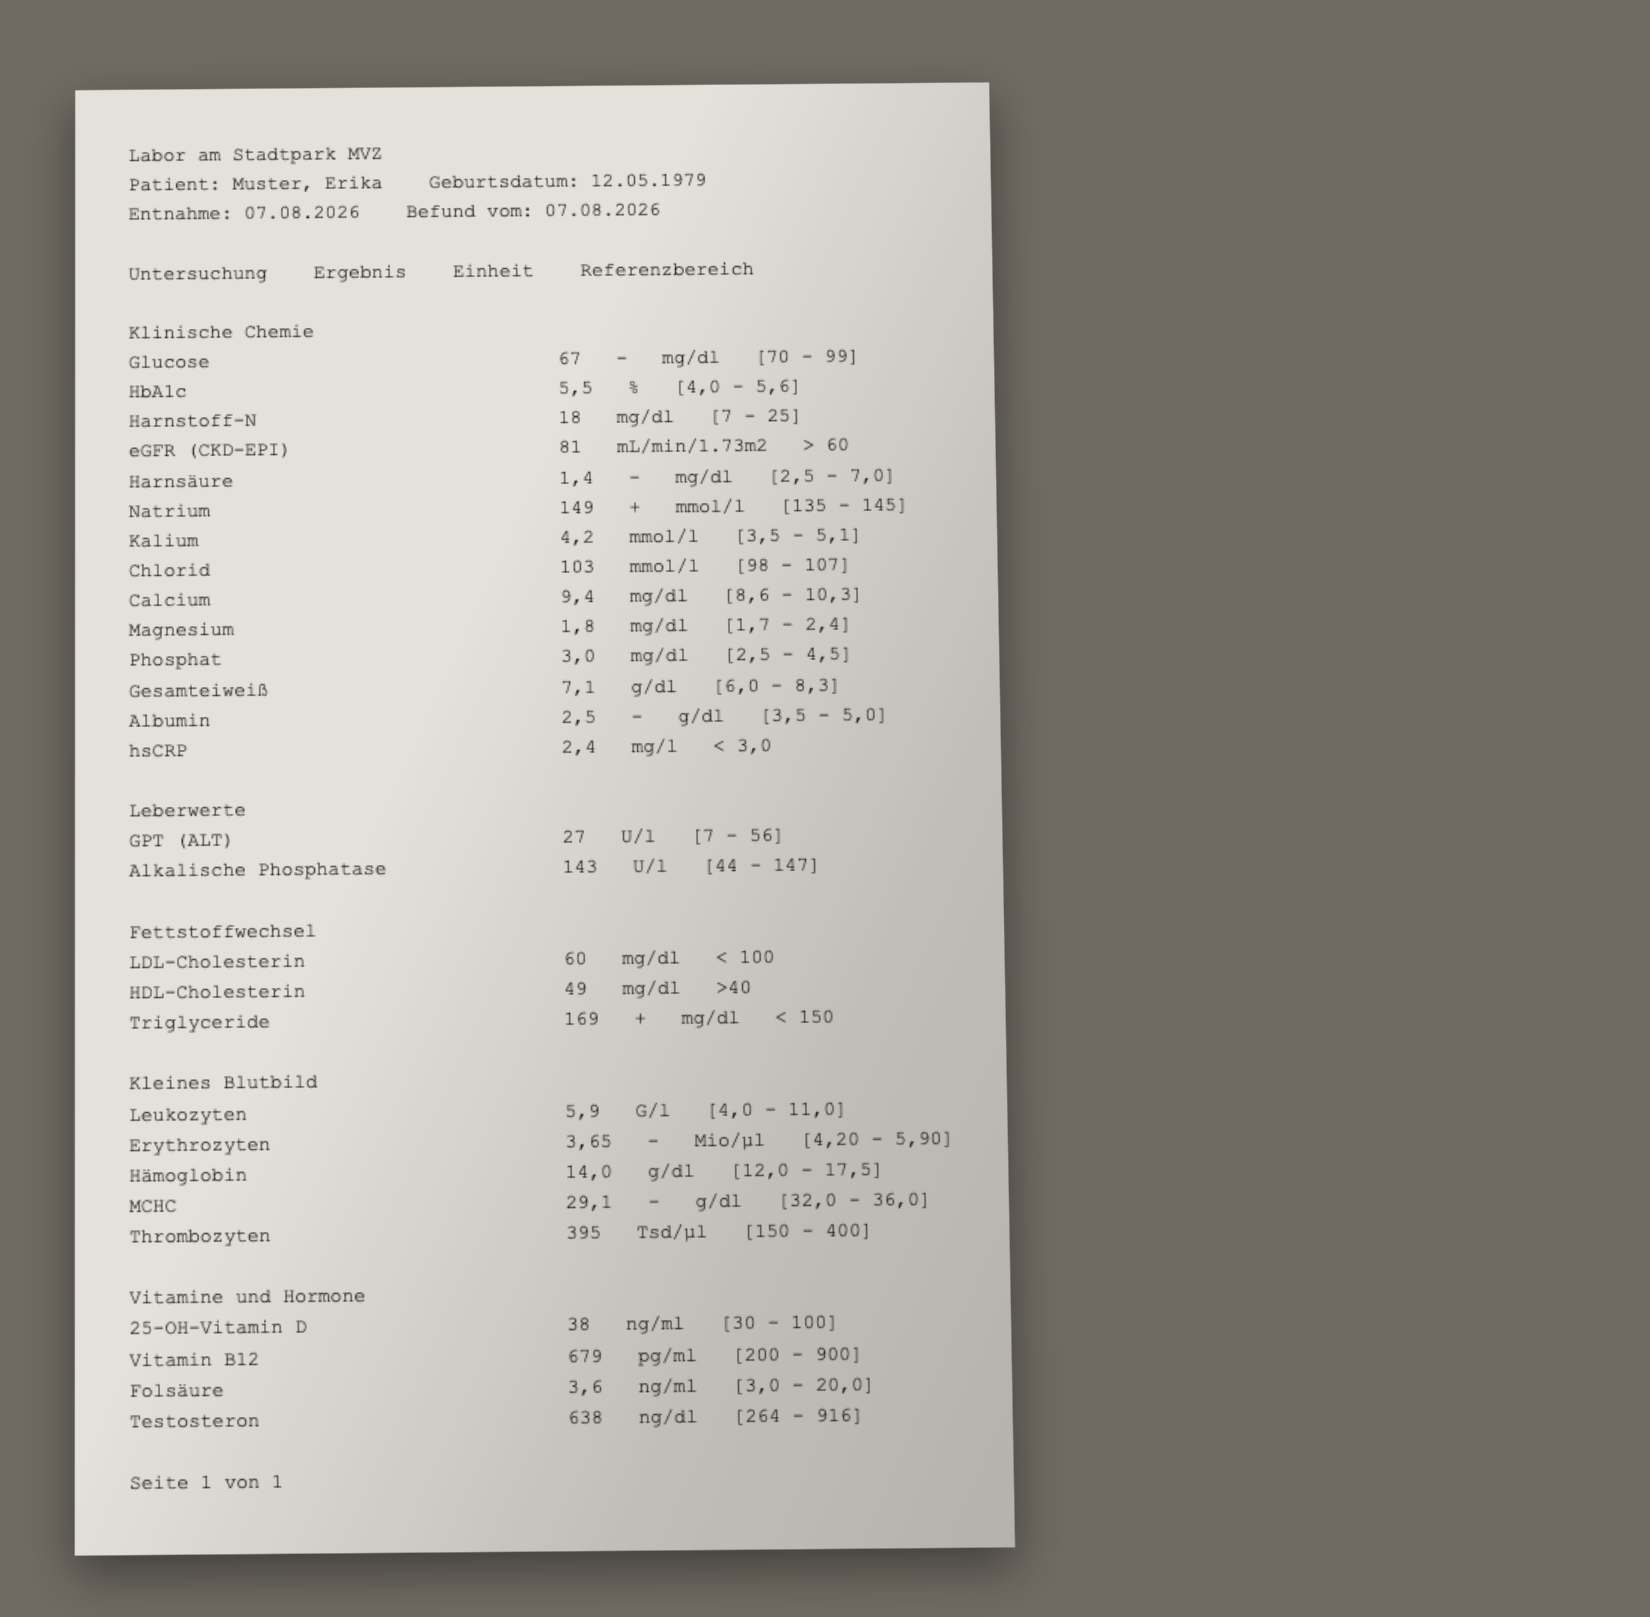 Labor am Stadtpark MVZ
Patient: Muster, Erika    Geburtsdatum: 12.05.1979
Entnahme: 07.08.2026    Befund vom: 07.08.2026
Untersuchung    Ergebnis    Einheit    Referenzbereich
Klinische Chemie
Glucose    67    -    mg/dl    [70 - 99]
HbA1c    5,5    %    [4,0 - 5,6]
Harnstoff-N    18    mg/dl    [7 - 25]
eGFR (CKD-EPI)    81    mL/min/1.73m2    > 60
Harnsäure    1,4    -    mg/dl    [2,5 - 7,0]
Natrium    149    +    mmol/l    [135 - 145]
Kalium    4,2    mmol/l    [3,5 - 5,1]
Chlorid    103    mmol/l    [98 - 107]
Calcium    9,4    mg/dl    [8,6 - 10,3]
Magnesium    1,8    mg/dl    [1,7 - 2,4]
Phosphat    3,0    mg/dl    [2,5 - 4,5]
Gesamteiweiß    7,1    g/dl    [6,0 - 8,3]
Albumin    2,5    -    g/dl    [3,5 - 5,0]
hsCRP    2,4    mg/l    < 3,0
Leberwerte
GPT (ALT)    27    U/l    [7 - 56]
Alkalische Phosphatase    143    U/l    [44 - 147]
Fettstoffwechsel
LDL-Cholesterin    60    mg/dl    < 100
HDL-Cholesterin    49    mg/dl    >40
Triglyceride    169    +    mg/dl    < 150
Kleines Blutbild
Leukozyten    5,9    G/l    [4,0 - 11,0]
Erythrozyten    3,65    -    Mio/µl    [4,20 - 5,90]
Hämoglobin    14,0    g/dl    [12,0 - 17,5]
MCHC    29,1    -    g/dl    [32,0 - 36,0]
Thrombozyten    395    Tsd/µl    [150 - 400]
Vitamine und Hormone
25-OH-Vitamin D    38    ng/ml    [30 - 100]
Vitamin B12    679    pg/ml    [200 - 900]
Folsäure    3,6    ng/ml    [3,0 - 20,0]
Testosteron    638    ng/dl    [264 - 916]
Seite 1 von 1